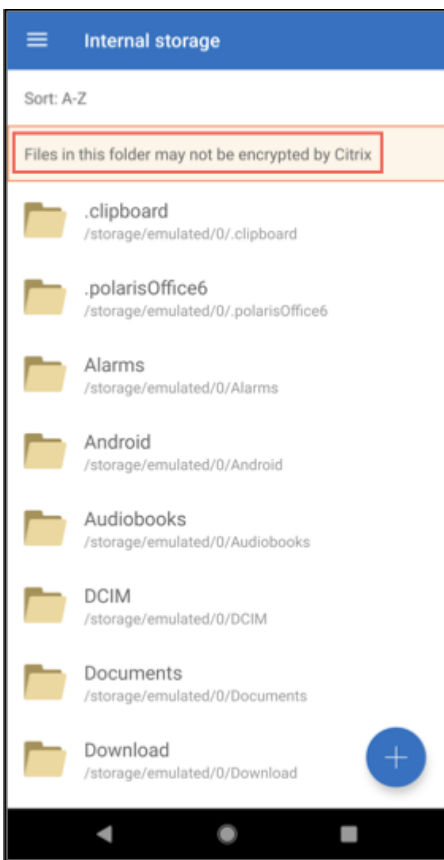 Internal storage
Sort: A-Z
Files in this folder may not be encrypted by Citrix
.clipboard
/storage/emulated/0/.clipboard
.polarisOffice6
/storage/emulated/0/.polarisOffice6
Alarms
/storage/emulated/0/Alarms
Android
/storage/emulated/0/Android
Audiobooks
/storage/emulated/0/Audiobooks
DCIM
/storage/emulated/0/DCIM
Documents
/storage/emulated/0/Documents
Download
/storage/emulated/0/Download